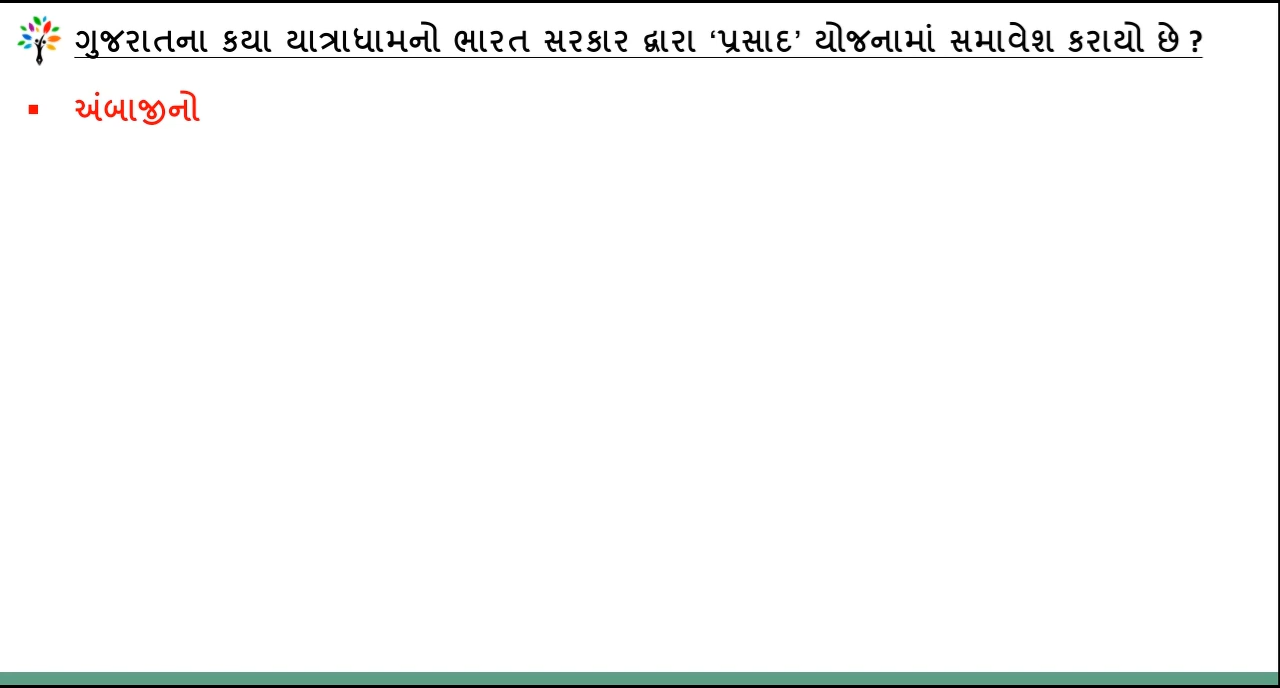 ગુજરાતના કયા યાત્રાધામનો ભારત સરકાર દ્વારા ‘પ્રસાદ’ યોજનામાં સમાવેશ કરાયો છે ?
▪ અંબાજીનો